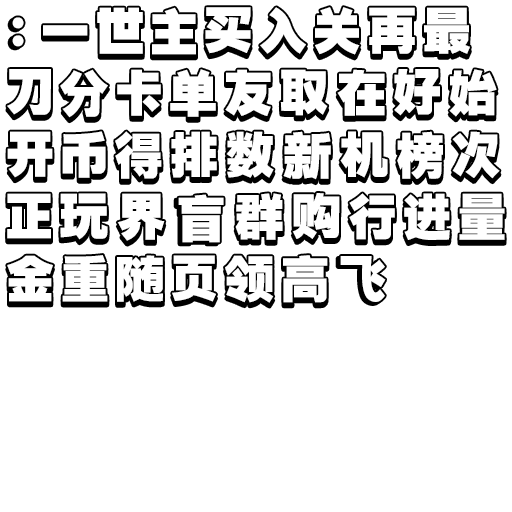 ：一世主买入关再最
刀分卡单友取在好始
开币得排数新机榜次
正玩界盲群购行进量
金重随页领高飞